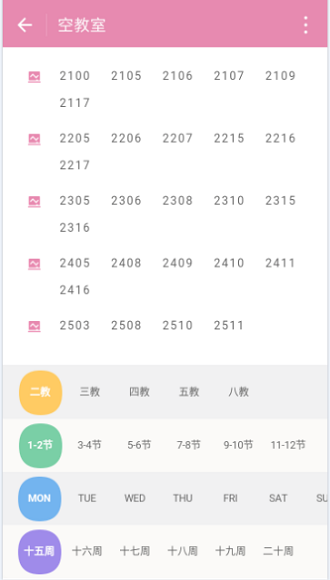 空教室
2100 2105 2106 2107 2109
2117
2205 2206 2207 2215 2216
2217
2305 2306 2308 2310 2315
2316
2405 2408 2409 2410 2411
2416
2503 2508 2510 2511
二教 三教 四教 五教 八教
1-2节 3-4节 5-6节 7-8节 9-10节 11-12节
MON TUE WED THU FRI SAT SU
十五周 十六周 十七周 十八周 十九周 二十周